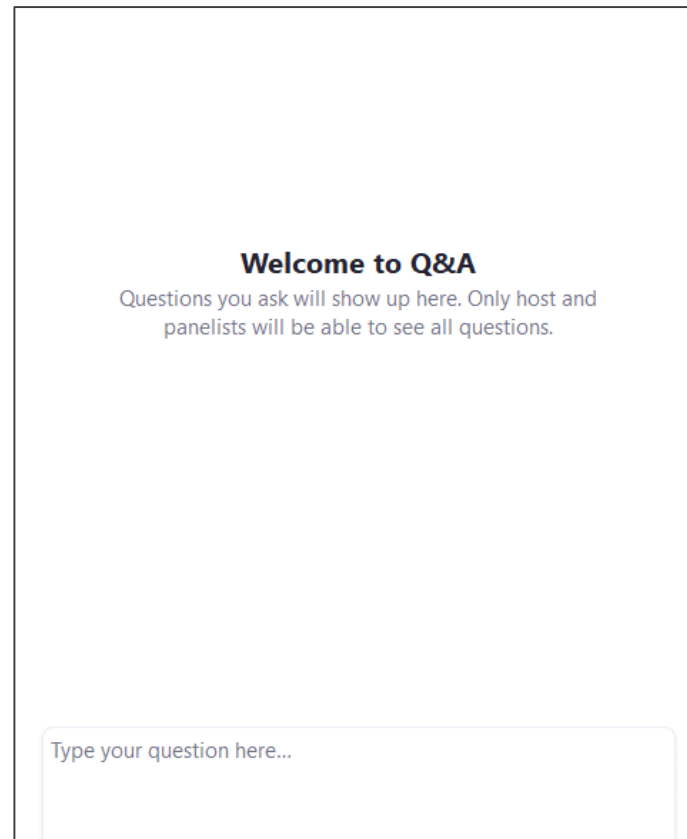 Welcome to Q&A
Questions you ask will show up here. Only host and
panelists will be able to see all questions.
Type your question here...